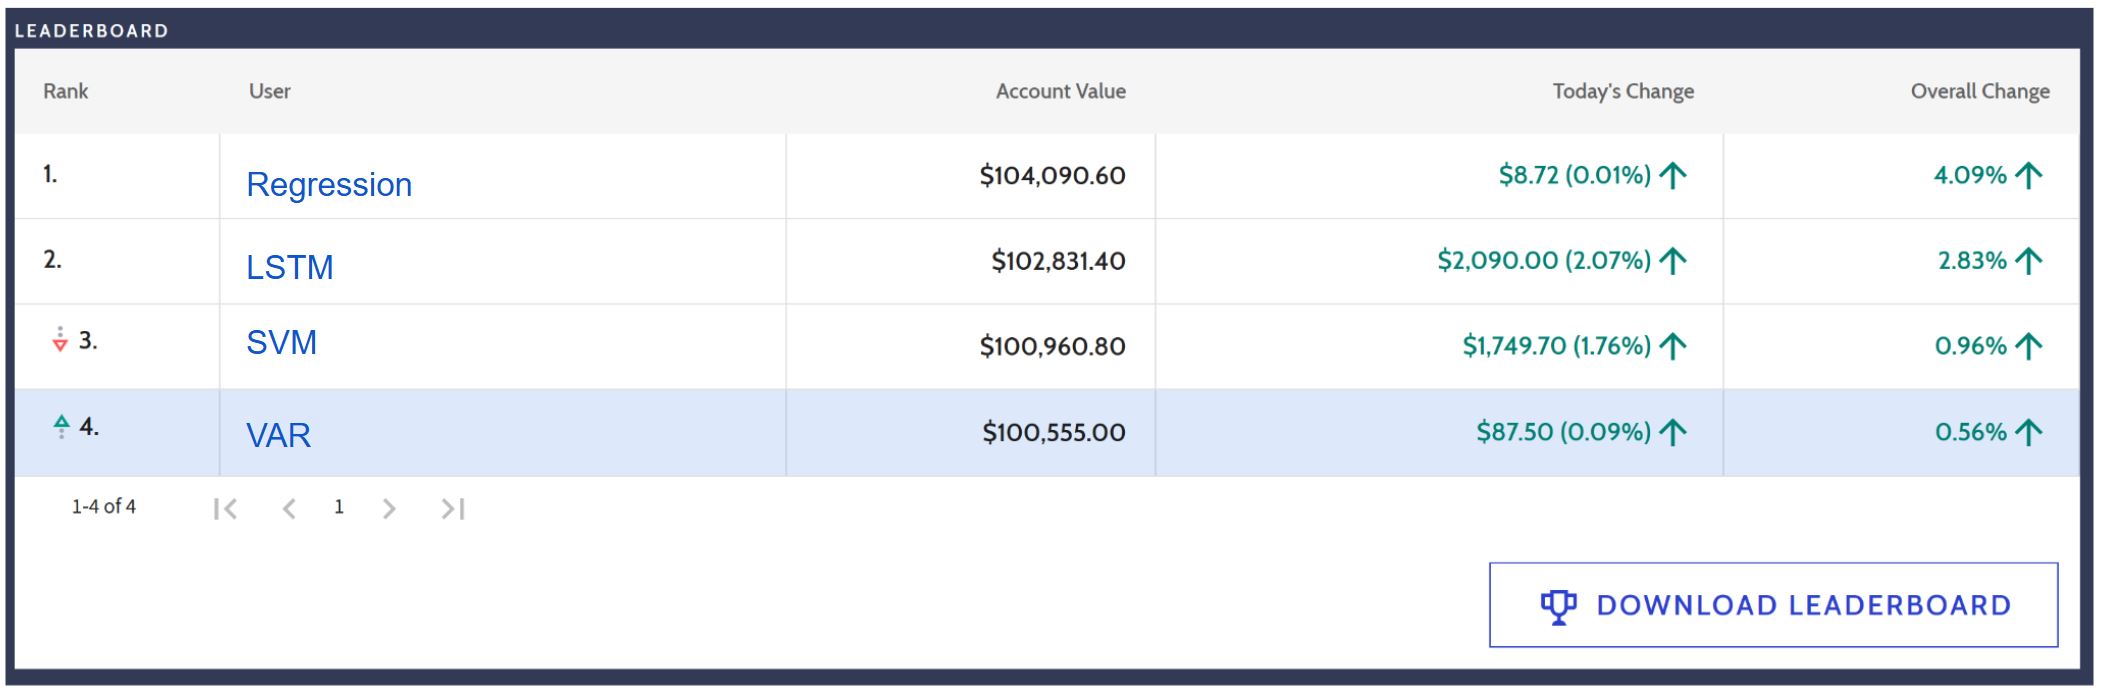 LEADERBOARD
Rank User Account Value Today's Change Overall Change
1. Regression $104,090.60 $8.72 (0.01%) 4.09%
2. LSTM $102,831.40 $2,090.00 (2.07%) 2.83%
3. SVM $100,960.80 $1,749.70 (1.76%) 0.96%
4. VAR $100,555.00 $87.50 (0.09%) 0.56%
1-4 of 4 1
DOWNLOAD LEADERBOARD